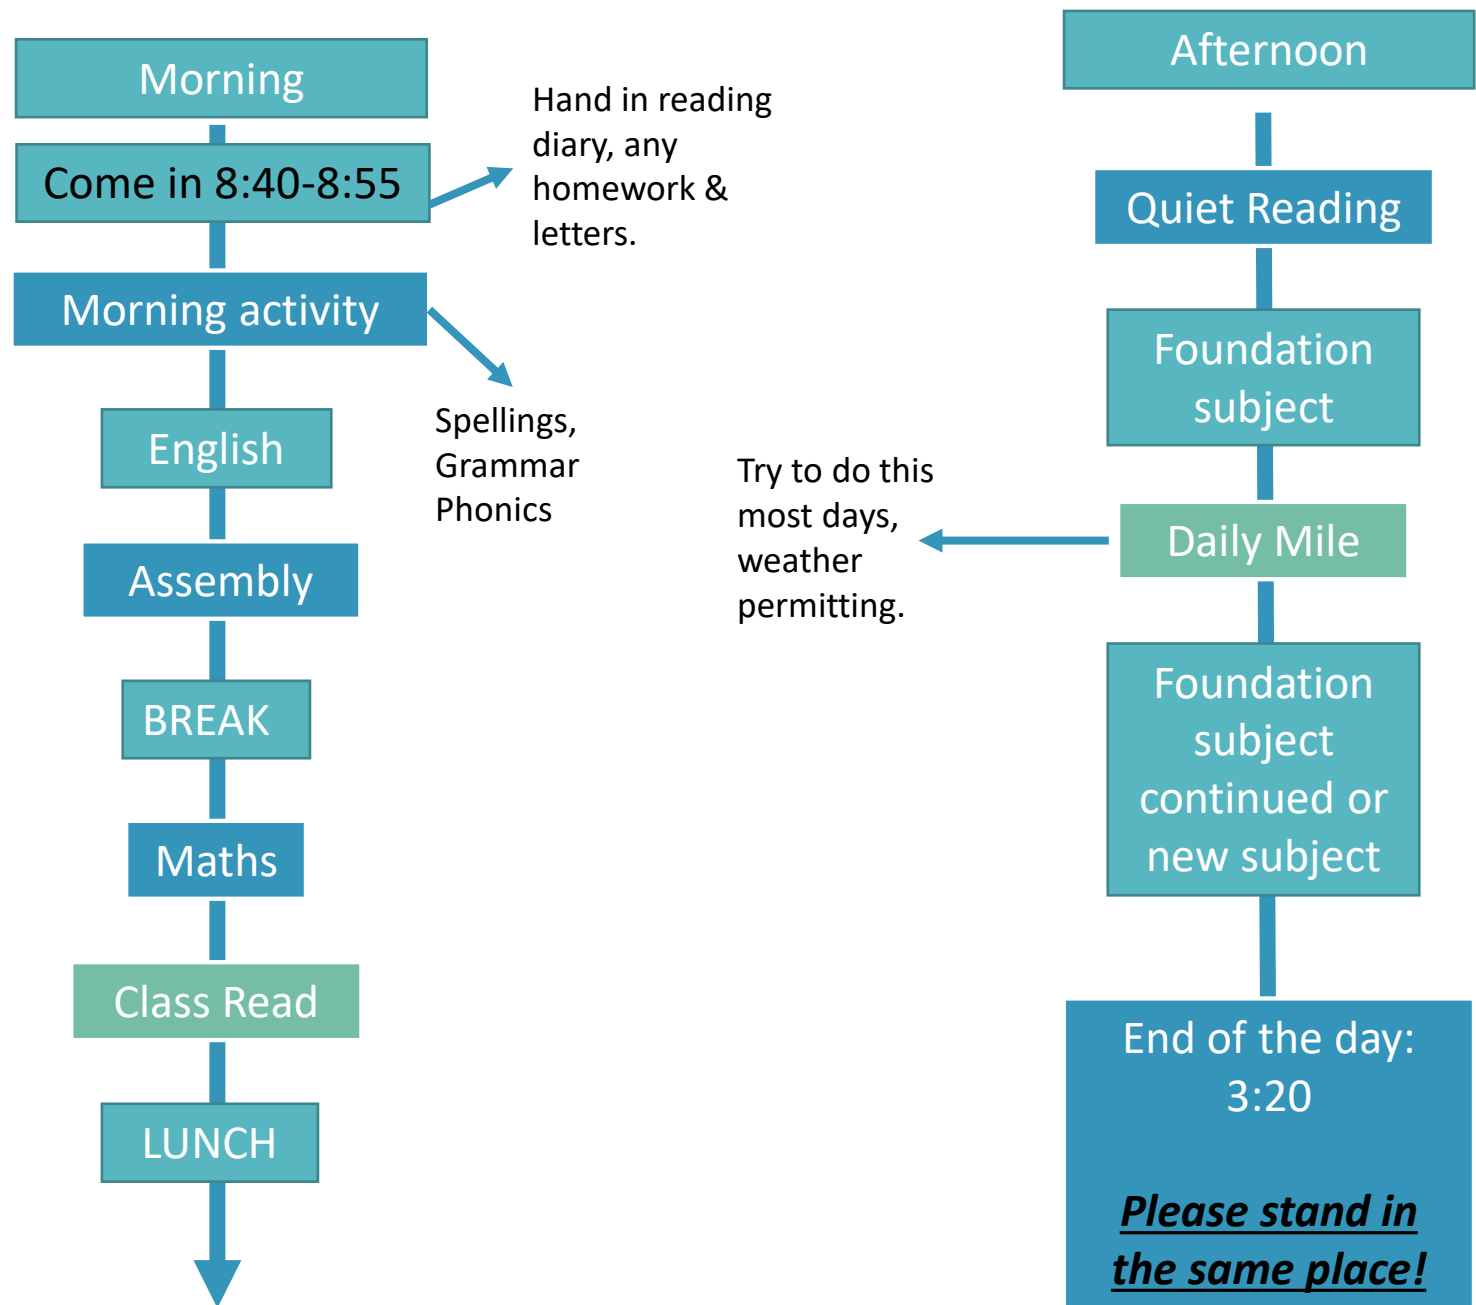 Morning
Come in 8:40-8:55
Hand in reading
diary, any
homework &
letters.
Morning activity
Spellings,
Grammar
Phonics
English
Assembly
BREAK
Maths
Class Read
LUNCH
Afternoon
Quiet Reading
Foundation
subject
Daily Mile
Try to do this
most days,
weather
permitting.
Foundation
subject
continued or
new subject
End of the day:
3:20
Please stand in
the same place!